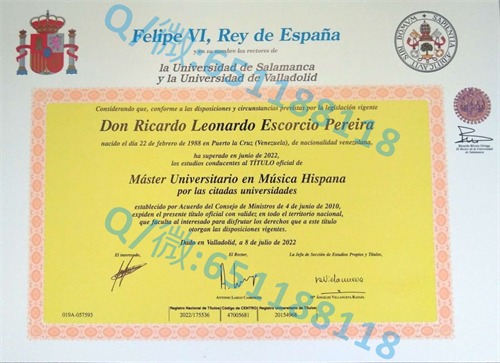 Felipe VI, Rey de España
y en su nombre los rectores de
la Universidad de Salamanca
y la Universidad de Valladolid
Considerando que, conforme a las disposiciones y circunstancias previstas por la legislación vigente
Don Ricardo Leonardo Escorcio Pereira
nacido el día 22 de febrero de 1988 en Puerto la Cruz (Venezuela), de nacionalidad venezolana,
ha superado en junio de 2022,
los estudios conducentes al TÍTULO oficial de
Máster Universitario en Música Hispana
por las citadas universidades
establecido por Acuerdo del Consejo de Ministros de 4 de junio de 2010,
expiden el presente título oficial con validez en todo el territorio nacional,
que faculta al interesado para disfrutar los derechos que a este título
otorgan las disposiciones vigentes.
Dado en Valladolid, a 8 de julio de 2022
El interesado,
El Rector,
La Jefa de Sección de Estudios Propios y Títulos,
Registro Nacional de Títulos
Código de CENTRO
Registro Universitario de Títulos
019A-057593
2022/175536
47005681
Q/微:651188118
Q/微:651188118